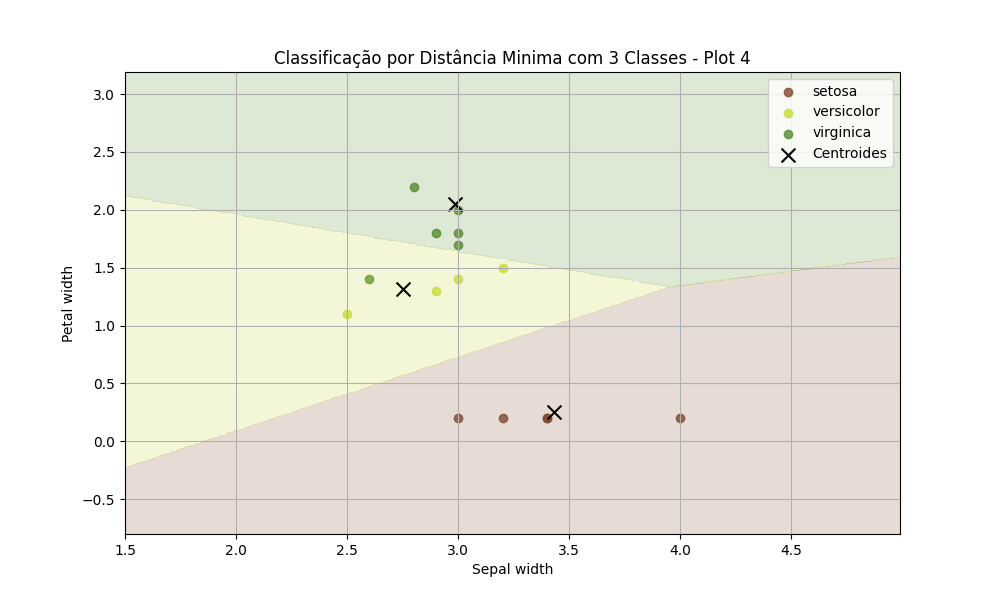 Classificação por Distância Minima com 3 Classes - Plot 4
setosa
versicolor
virginica
Centroides
Petal width
3.0
2.5
2.0
1.5
1.0
0.5
0.0
−0.5
1.5 2.0 2.5 3.0 3.5 4.0 4.5
Sepal width